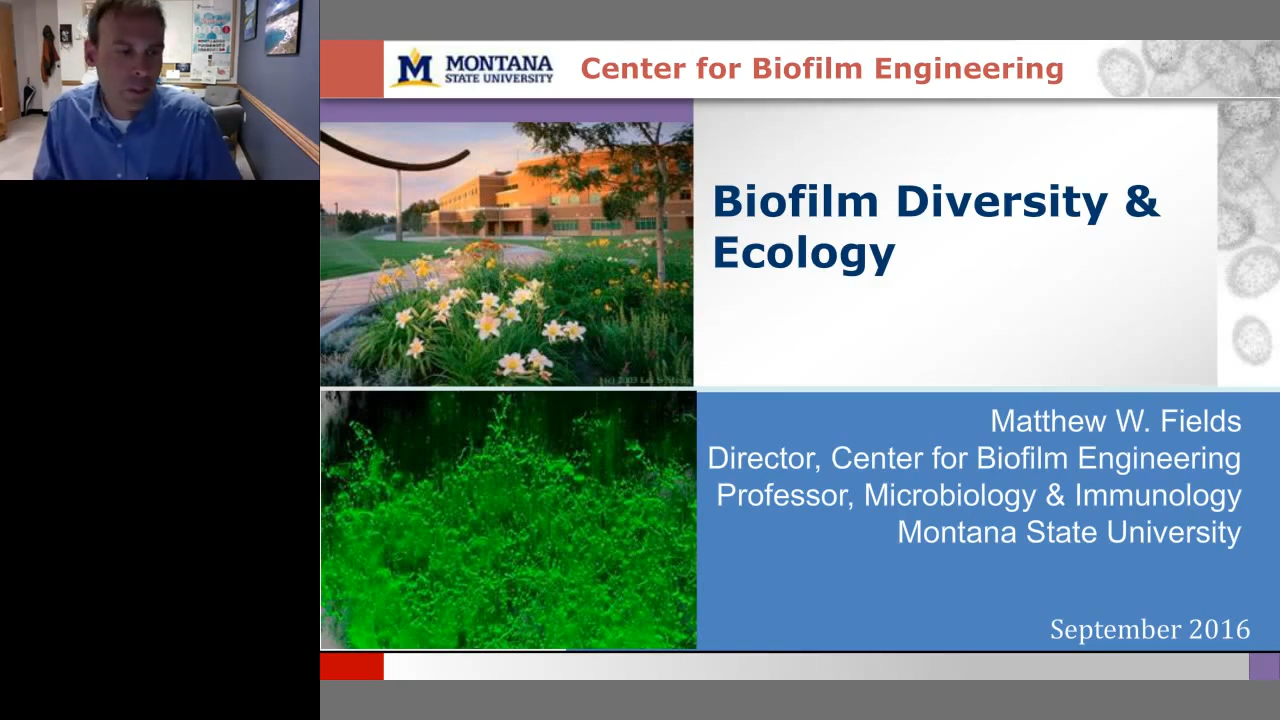 MONTANA
STATE UNIVERSITY
Center for Biofilm Engineering
Biofilm Diversity &
Ecology
Matthew W. Fields
Director, Center for Biofilm Engineering
Professor, Microbiology & Immunology
Montana State University
September 2016